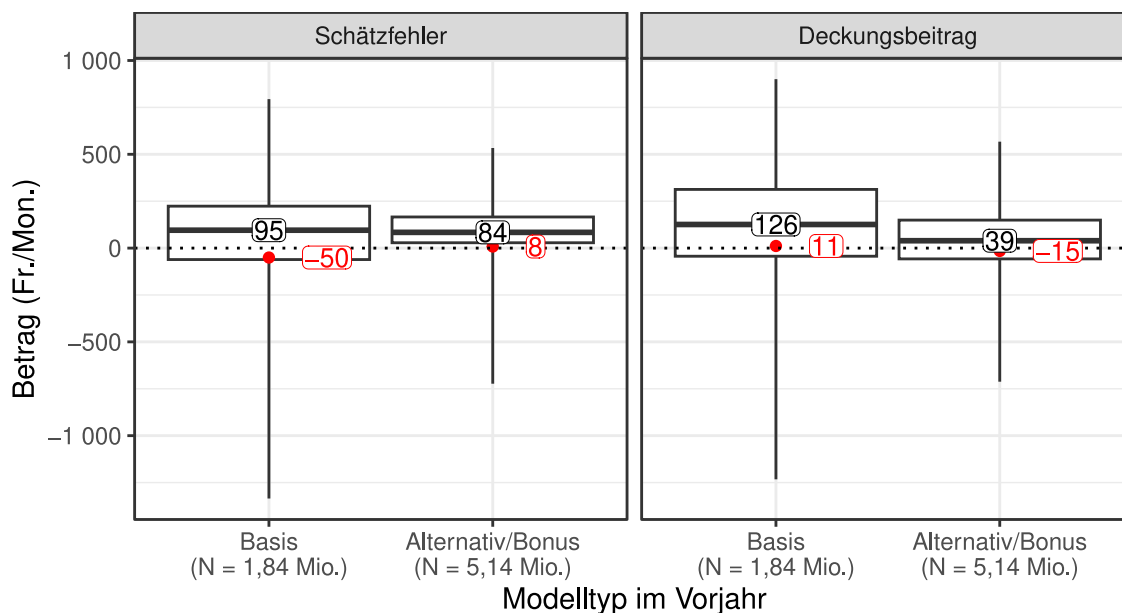 Schätzfehler
Deckungsbeitrag
Betrag (Fr./Mon.)
1 000
500
0
−500
−1 000
95
−50
84
8
126
11
39
−15
Basis
(N = 1,84 Mio.)
Alternativ/Bonus
(N = 5,14 Mio.)
Basis
(N = 1,84 Mio.)
Alternativ/Bonus
(N = 5,14 Mio.)
Modelltyp im Vorjahr